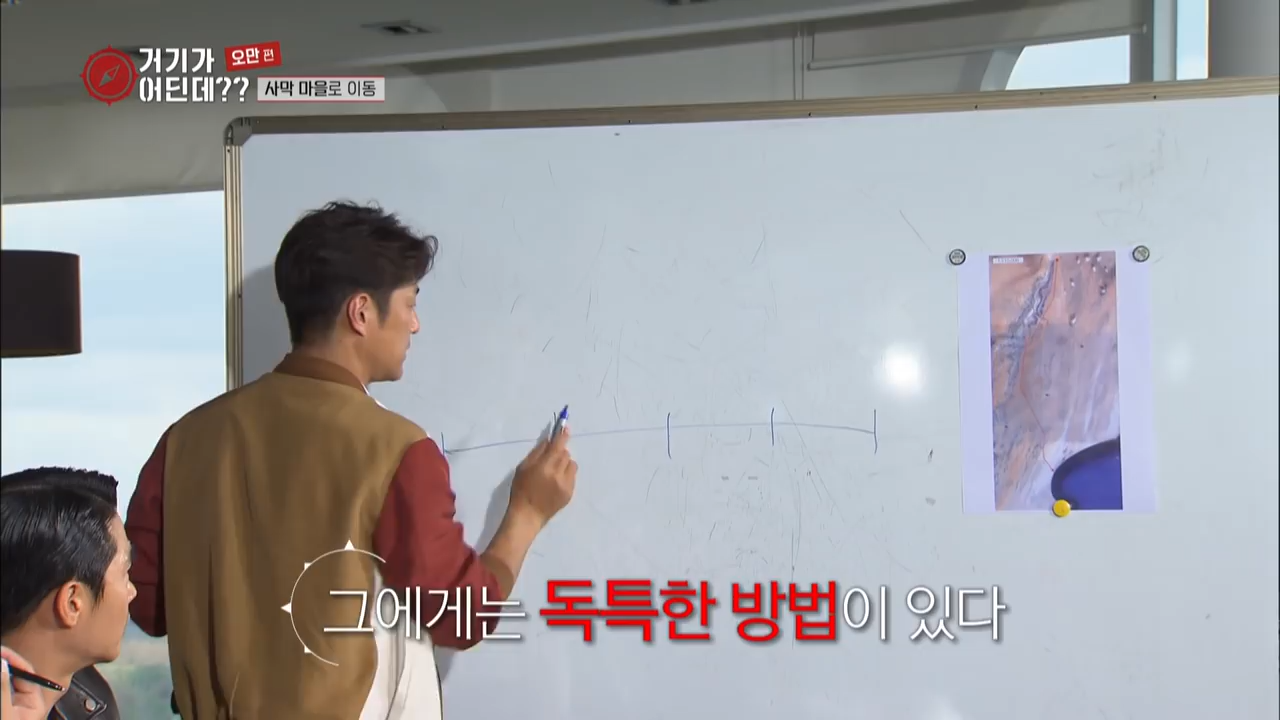 거기가 오만 편
어딘데??
사막 마을로 이동
그에게는 독특한 방법이 있다